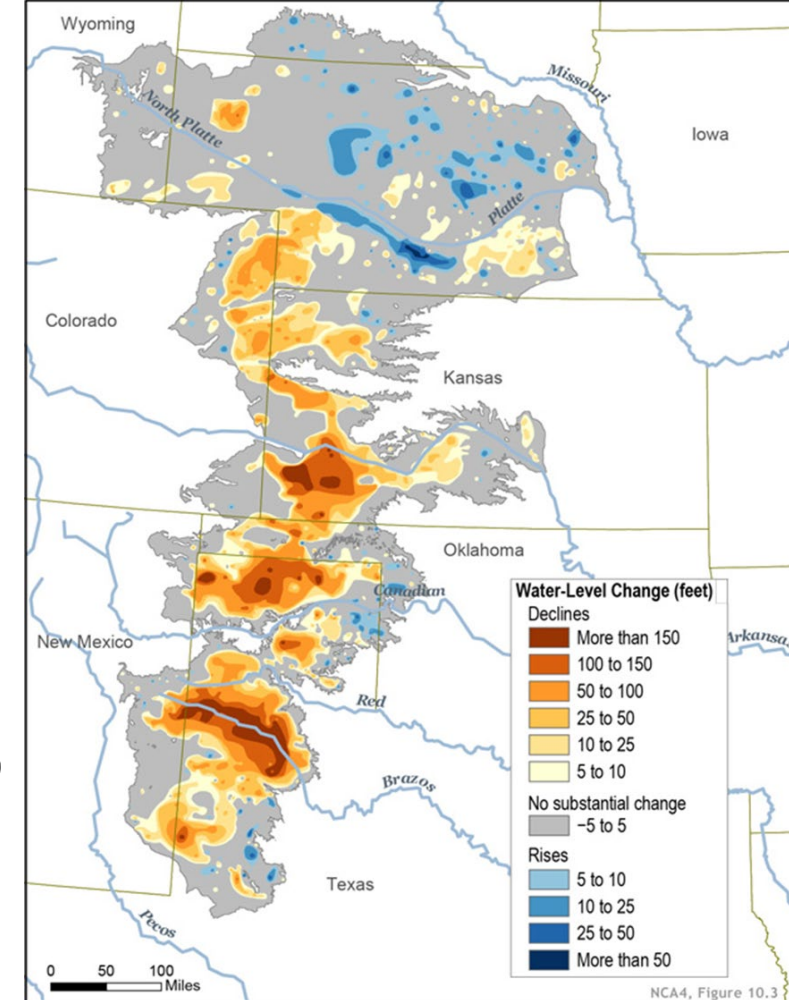 Wyoming
Missouri
North Platte
Iowa
Platte
Colorado
Kansas
Oklahoma
Canadian
New Mexico
Arkansa
Red
Brazos
Texas
Pecos
Water-Level Change (feet)
Declines
More than 150
100 to 150
50 to 100
25 to 50
10 to 25
5 to 10
No substantial change
−5 to 5
Rises
5 to 10
10 to 25
25 to 50
More than 50
0 50 100
Miles
NCA4, Figure 10.3